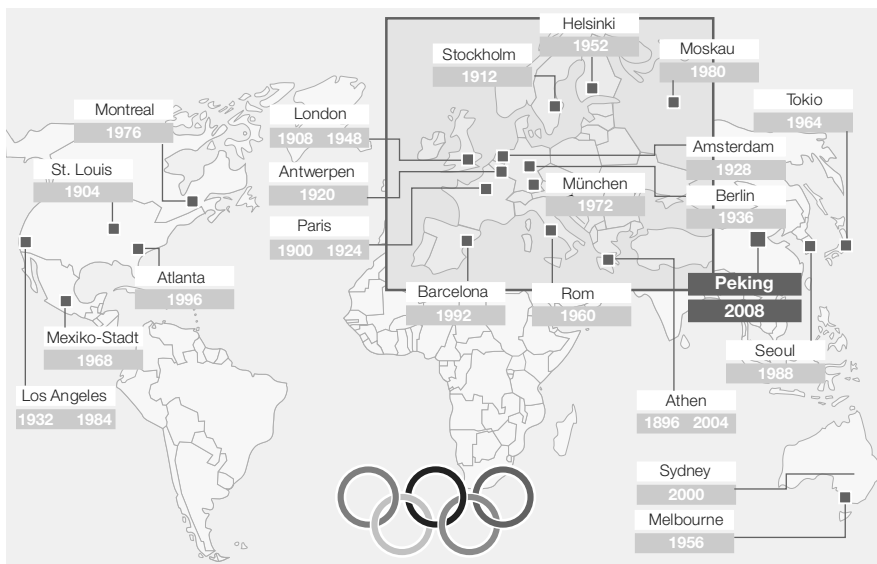 Helsinki
1952
Stockholm
1912
Moskau
1980
Montreal
1976
London
1908 1948
Tokio
1964
St. Louis
1904
Antwerpen
1920
Amsterdam
1928
München
1972
Berlin
1936
Paris
1900 1924
Atlanta
1996
Barcelona
1992
Rom
1960
Peking
2008
Mexiko-Stadt
1968
Seoul
1988
Los Angeles
1932 1984
Athen
1896 2004
Sydney
2000
Melbourne
1956